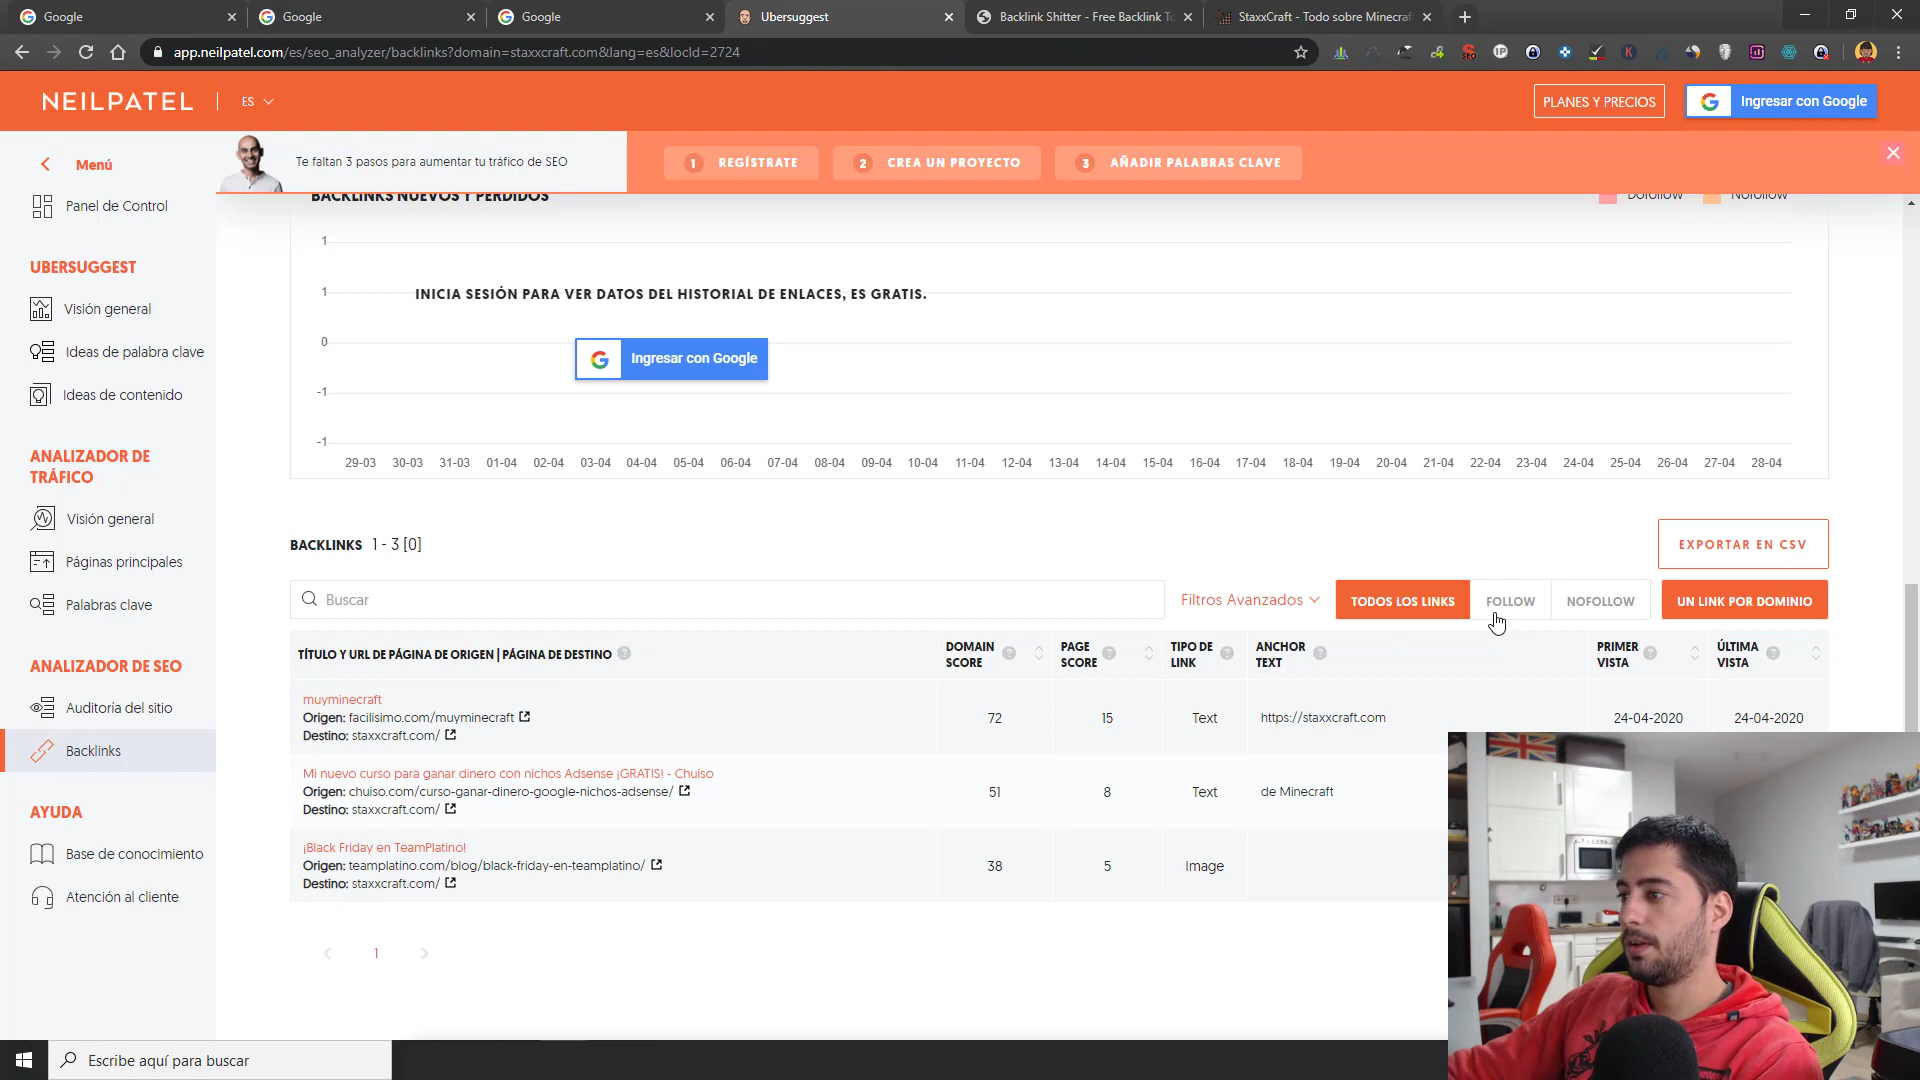 Google
Google
Google
Ubersuggest
Backlink Shitter - Free Backlink To
StaxxCraft - Todo sobre Minecraf
app.neilpatel.com/es/seo_analyzer/backlinks?domain=staxxcraft.com&lang=es&locId=2724
NEILPATEL
ES
PLANES Y PRECIOS
Ingresar con Google
Menú
Te faltan 3 pasos para aumentar tu tráfico de SEO
1 REGÍSTRATE
2 CREA UN PROYECTO
3 AÑADIR PALABRAS CLAVE
Panel de Control
UBERSUGGEST
Visión general
Ideas de palabra clave
Ideas de contenido
ANALIZADOR DE
TRÁFICO
Visión general
Páginas principales
Palabras clave
ANALIZADOR DE SEO
Auditoría del sitio
Backlinks
AYUDA
Base de conocimiento
Atención al cliente
BACKLINKS NUEVOS Y PERDIDOS
Dofollow
Nofollow
1
1
0
-1
-1
INICIA SESIÓN PARA VER DATOS DEL HISTORIAL DE ENLACES, ES GRATIS.
Ingresar con Google
29-03 30-03 31-03 01-04 02-04 03-04 04-04 05-04 06-04 07-04 08-04 09-04 10-04 11-04 12-04 13-04 14-04 15-04 16-04 17-04 18-04 19-04 20-04 21-04 22-04 23-04 24-04 25-04 26-04 27-04 28-04
BACKLINKS 1 - 3 [0]
EXPORTAR EN CSV
Buscar
Filtros Avanzados
TODOS LOS LINKS
FOLLOW
NOFOLLOW
UN LINK POR DOMINIO
TÍTULO Y URL DE PÁGINA DE ORIGEN | PÁGINA DE DESTINO
DOMAIN
SCORE
PAGE
SCORE
TIPO DE
LINK
ANCHOR
TEXT
PRIMER
VISTA
ÚLTIMA
VISTA
muyminecraft
Origen: facilisimo.com/muyminecraft
Destino: staxxcraft.com/
72
15
Text
https://staxxcraft.com
24-04-2020
24-04-2020
Mi nuevo curso para ganar dinero con nichos Adsense ¡GRATIS! - Chuiso
Origen: chuiso.com/curso-ganar-dinero-google-nichos-adsense/
Destino: staxxcraft.com/
51
8
Text
de Minecraft
¡Black Friday en TeamPlatino!
Origen: teamplatino.com/blog/black-friday-en-teamplatino/
Destino: staxxcraft.com/
38
5
Image
1
Escribe aquí para buscar